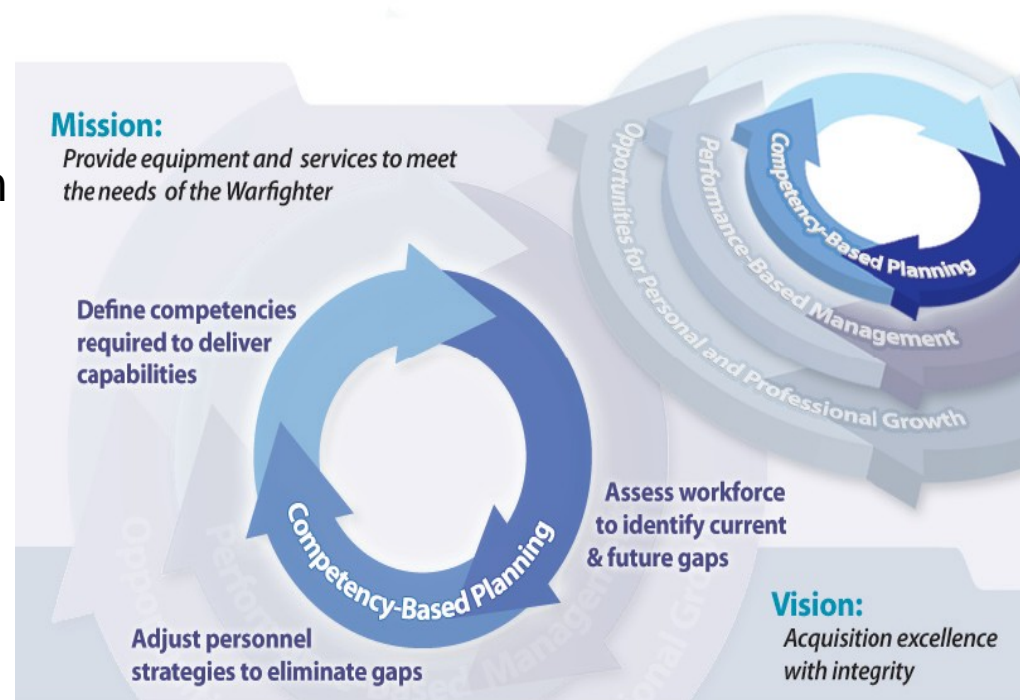 Mission:
Provide equipment and services to meet
the needs of the Warfighter
n
Define competencies
required to deliver
capabilities
Assess workforce
to identify current
& future gaps
Adjust personnel
strategies to eliminate gaps
Competency-Based Planning
Competency-Based Planning
Performance-Based Management
Opportunities for Personal and Professional Growth
Vision:
Acquisition excellence
with integrity